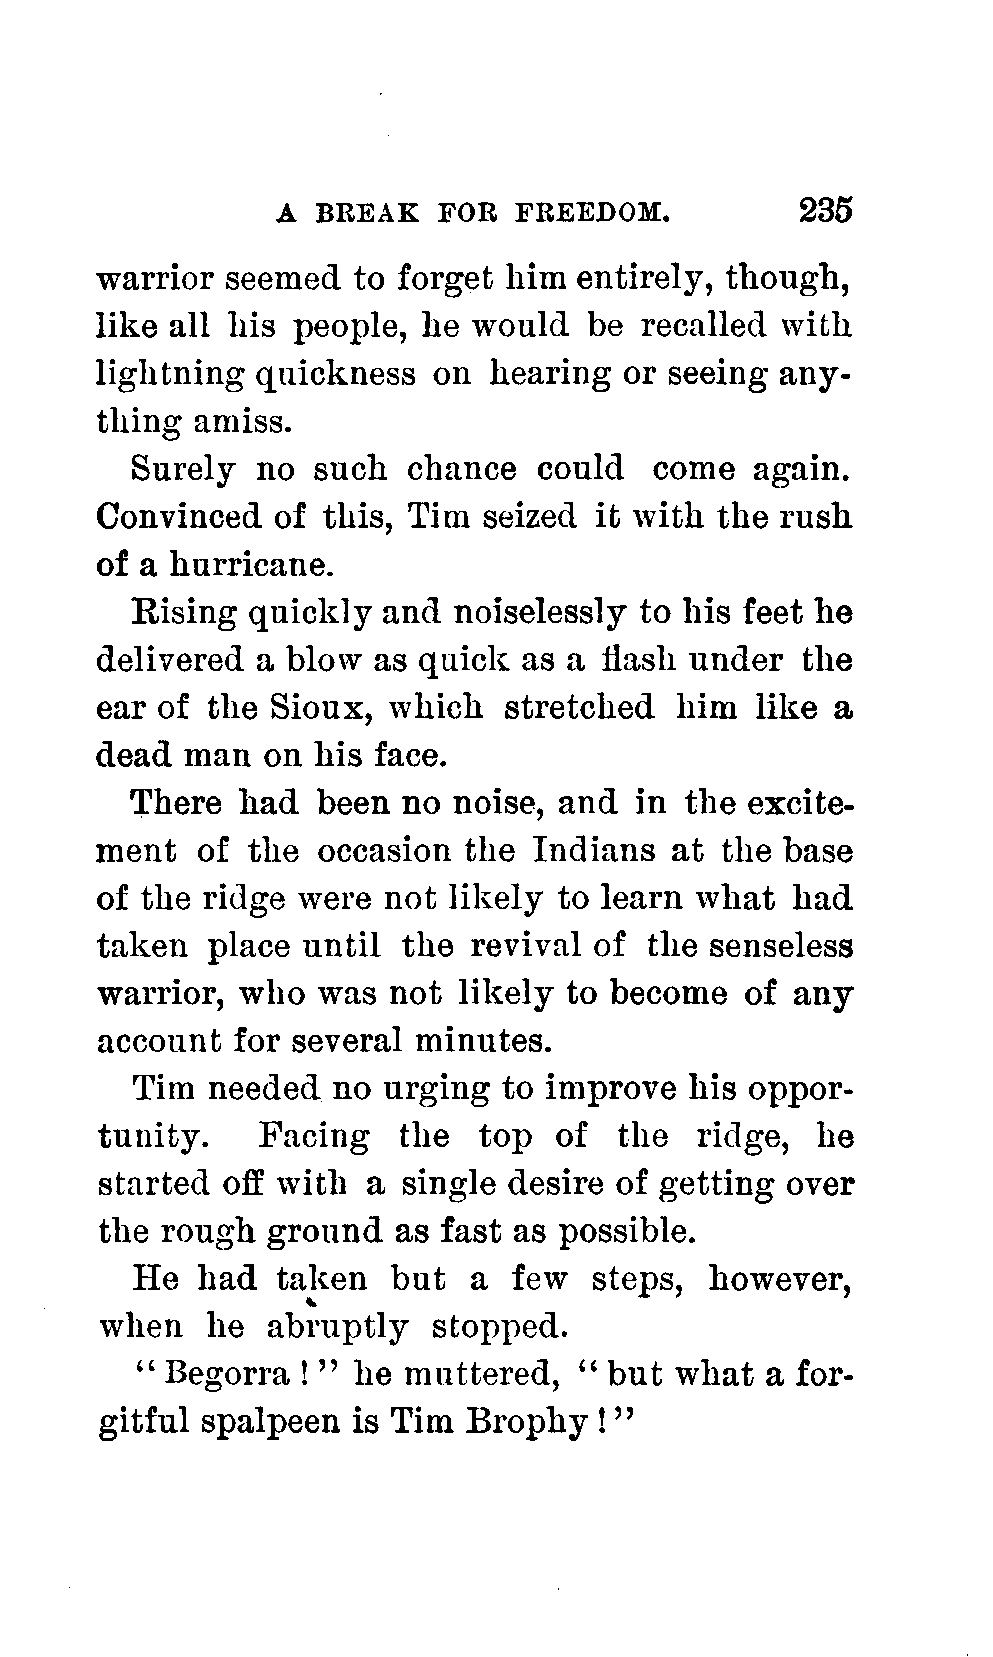 A BREAK FOR FREEDOM. 235
warrior seemed to forget him entirely, though,
like all his people, he would be recalled with
lightning quickness on hearing or seeing any-
thing amiss.
Surely no such chance could come again.
Convinced of this, Tim seized it with the rush
of a hurricane.
Rising quickly and noiselessly to his feet he
delivered a blow as quick as a flash under the
ear of the Sioux, which stretched him like a
dead man on his face.
There had been no noise, and in the excite-
ment of the occasion the Indians at the base
of the ridge were not likely to learn what had
taken place until the revival of the senseless
warrior, who was not likely to become of any
account for several minutes.
Tim needed no urging to improve his oppor-
tunity. Facing the top of the ridge, he
started off with a single desire of getting over
the rough ground as fast as possible.
He had taken but a few steps, however,
when he abruptly stopped.
“Begorra!” he muttered, “but what a for-
gitful spalpeen is Tim Brophy!”